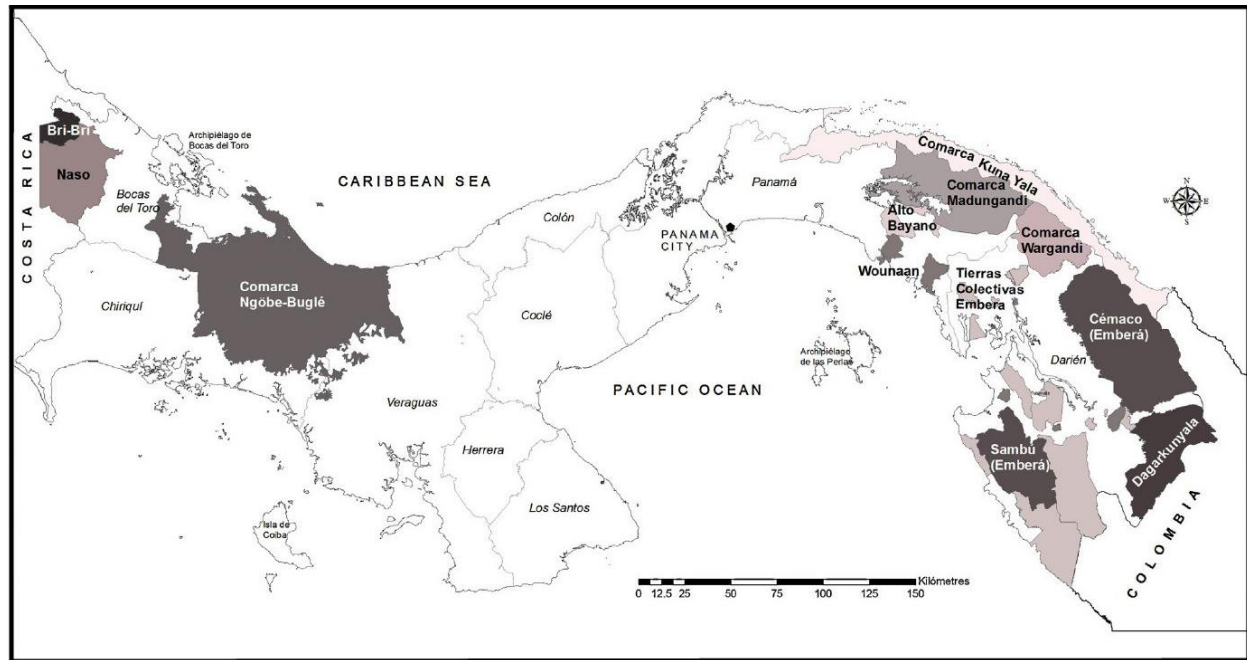 Bri-Bri
Naso
COSTA RICA
Archipiélago de
Bocas del Toro
Bocas
del Toro
CARIBBEAN SEA
Comarca
Ngöbe-Buglé
Chiriquí
Colón
Coclé
Veraguas
Herrera
Los Santos
Isla de
Coiba
PANAMA
CITY
Panamá
Comarca Kuna Yala
Comarca
Madungandi
Alto
Bayano
Comarca
Wargandi
Wounaan
Tierras
Colectivas
Embera
Cémaco
(Emberá)
Darién
Archipiélago
de las Perlas
PACIFIC OCEAN
Sambú
(Emberá)
Dagarkunyala
COLOMBIA
N
W E
S
Kilómetres
0 12.5 25 50 75 100 125 150